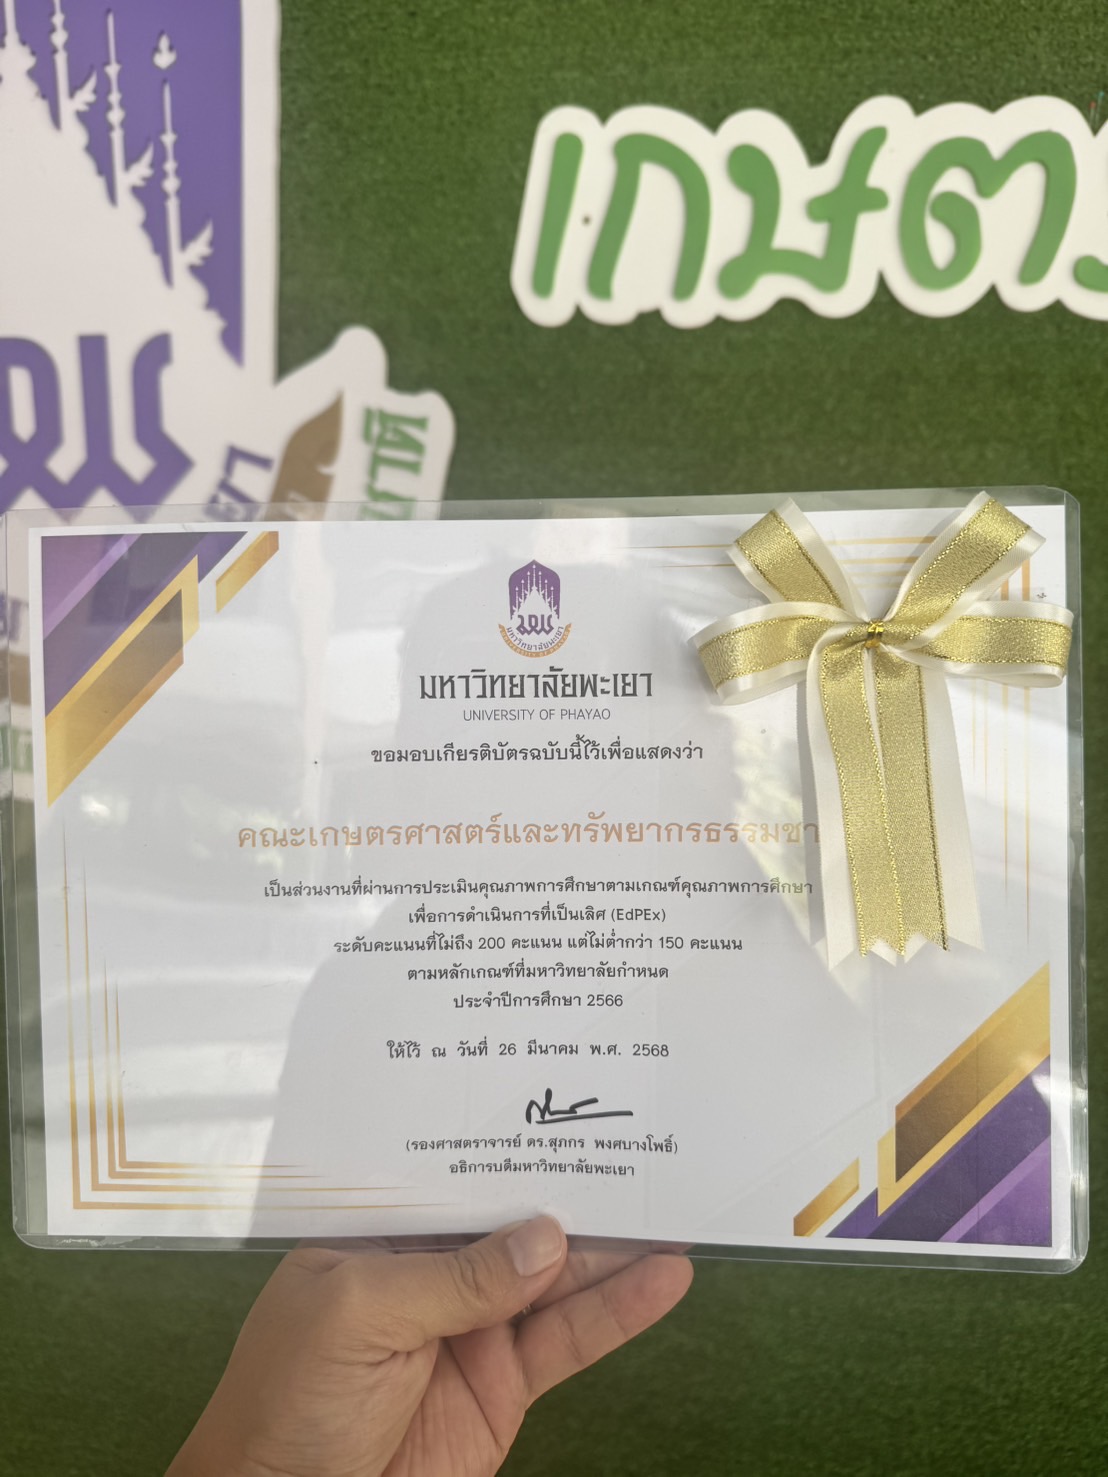 เกษตร
มหาวิทยาลัยพะเยา
UNIVERSITY OF PHAYAO
ขอมอบเกียรติบัตรฉบับนี้ไว้เพื่อแสดงว่า
คณะเกษตรศาสตร์และทรัพยากรธรรมชา
เป็นส่วนงานที่ผ่านการประเมินคุณภาพการศึกษาตามเกณฑ์คุณภาพการศึกษา
เพื่อการดำเนินการที่เป็นเลิศ (EdPEx)
ระดับคะแนนที่ไม่ถึง 200 คะแนน แต่ไม่ต่ำกว่า 150 คะแนน
ตามหลักเกณฑ์ที่มหาวิทยาลัยกำหนด
ประจำปีการศึกษา 2566
ให้ไว้ ณ วันที่ 26 มีนาคม พ.ศ. 2568
(รองศาสตราจารย์ ดร.สุภกร พงศบางโพธิ์)
อธิการบดีมหาวิทยาลัยพะเยา